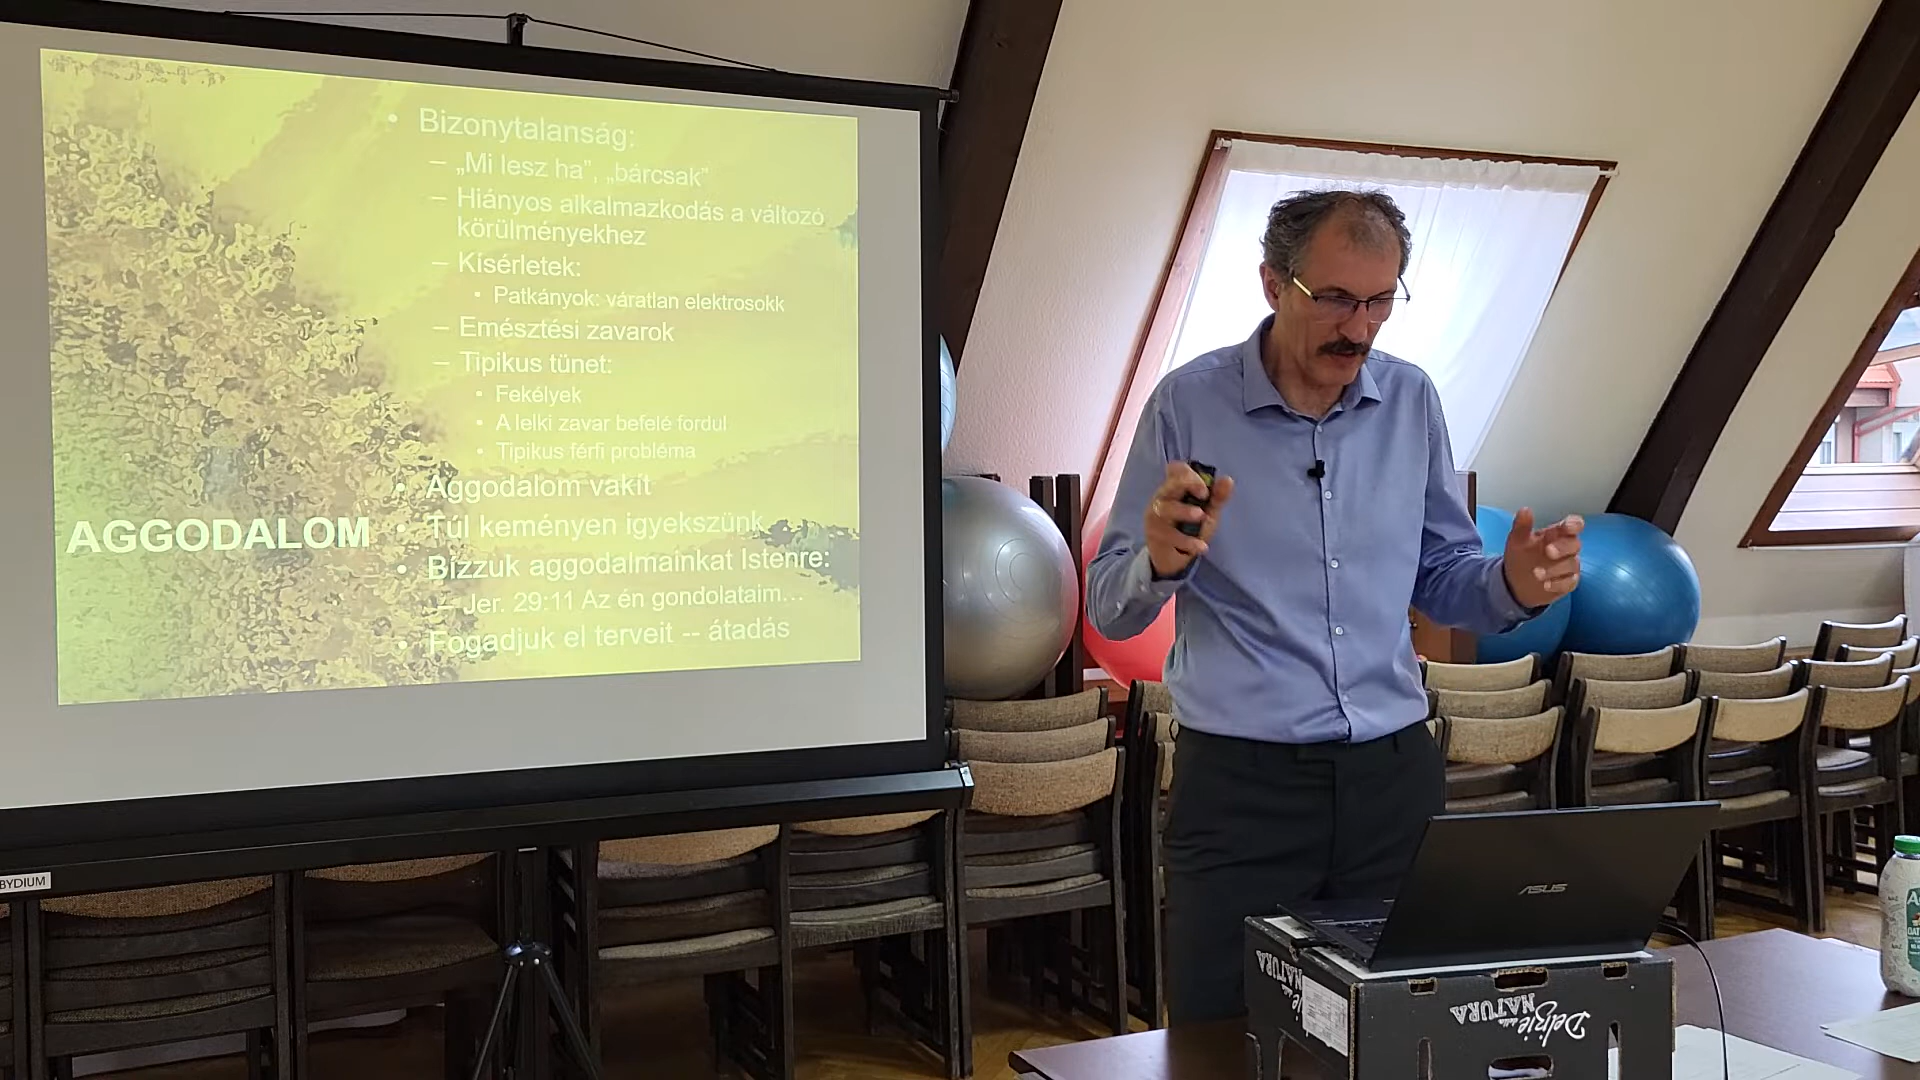 AGGODALOM
• Bizonytalanság:
– „Mi lesz ha”, „bárcsak”
– Hiányos alkalmazkodás a változó
körülményekhez
– Kísérletek:
• Patkányok: váratlan elektrosokk
– Emésztési zavarok
– Tipikus tünet:
• Fekélyek
• A lelki zavar befelé fordul
• Tipikus férfi probléma
• Aggodalom vakít
• Túl keményen igyekszünk
• Bízzuk aggodalmainkat Istenre:
– Jer. 29:11 Az én gondolataim...
• Fogadjuk el terveit -- átadás
BYDIUM
ASUS
NATURA
Delizie NATURA